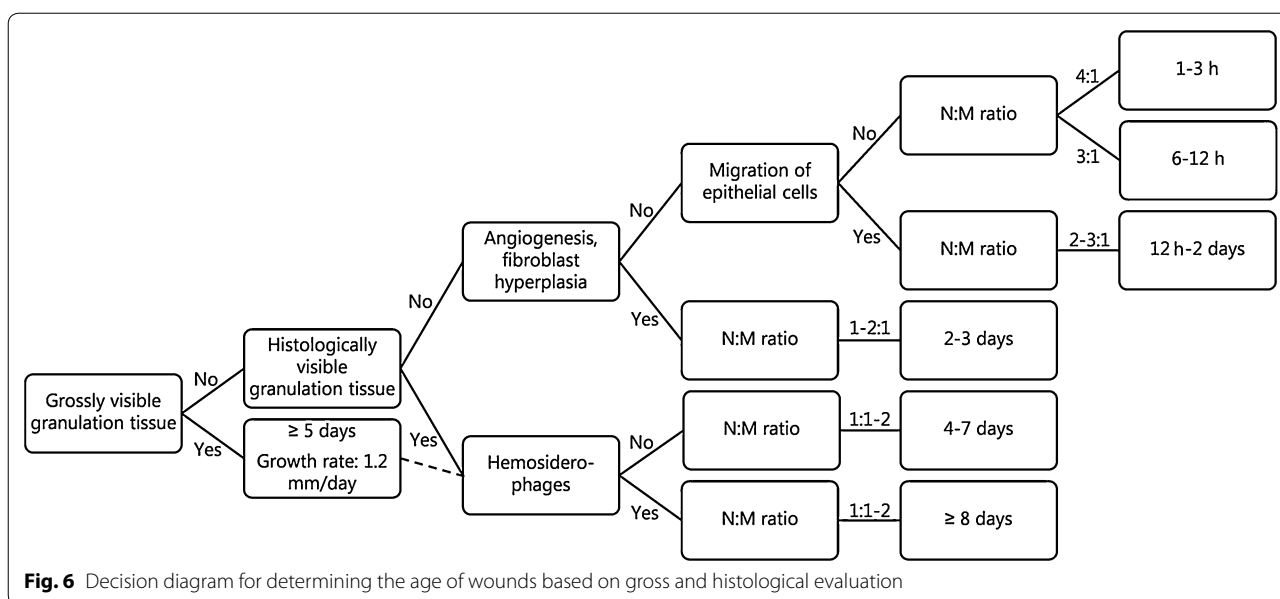 Grossly visible
granulation tissue
No
Yes
Histologically
visible
granulation tissue
≥ 5 days
Growth rate: 1.2
mm/day
No
Yes
Angiogenesis,
fibroblast
hyperplasia
Hemosidero-
phages
No
Yes
No
Yes
Migration of
epithelial cells
N:M ratio
N:M ratio
N:M ratio
No
Yes
1-2:1
1:1-2
1:1-2
N:M ratio
N:M ratio
2-3 days
4-7 days
≥ 8 days
4:1
3:1
2-3:1
1-3 h
6-12 h
12 h-2 days
Fig. 6 Decision diagram for determining the age of wounds based on gross and histological evaluation